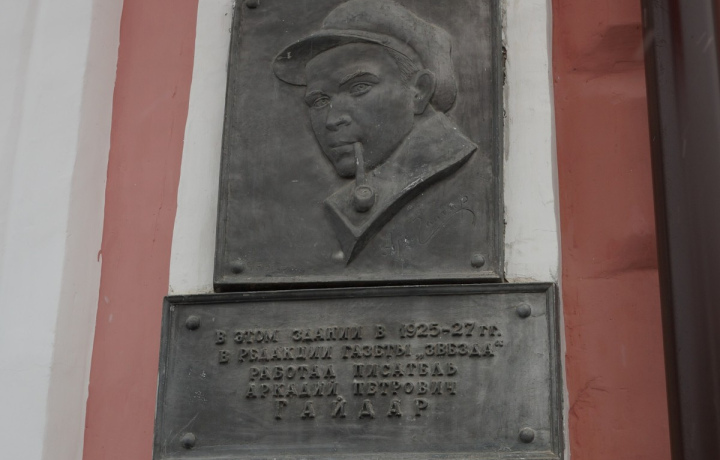 В ЭТОМ ЗДАНИИ В 1925-27 ГГ.
В РЕДАКЦИИ ГАЗЕТЫ „ЗВЕЗДА“
РАБОТАЛ ПИСАТЕЛЬ
АРКАДИЙ ПЕТРОВИЧ
ГАЙДАР